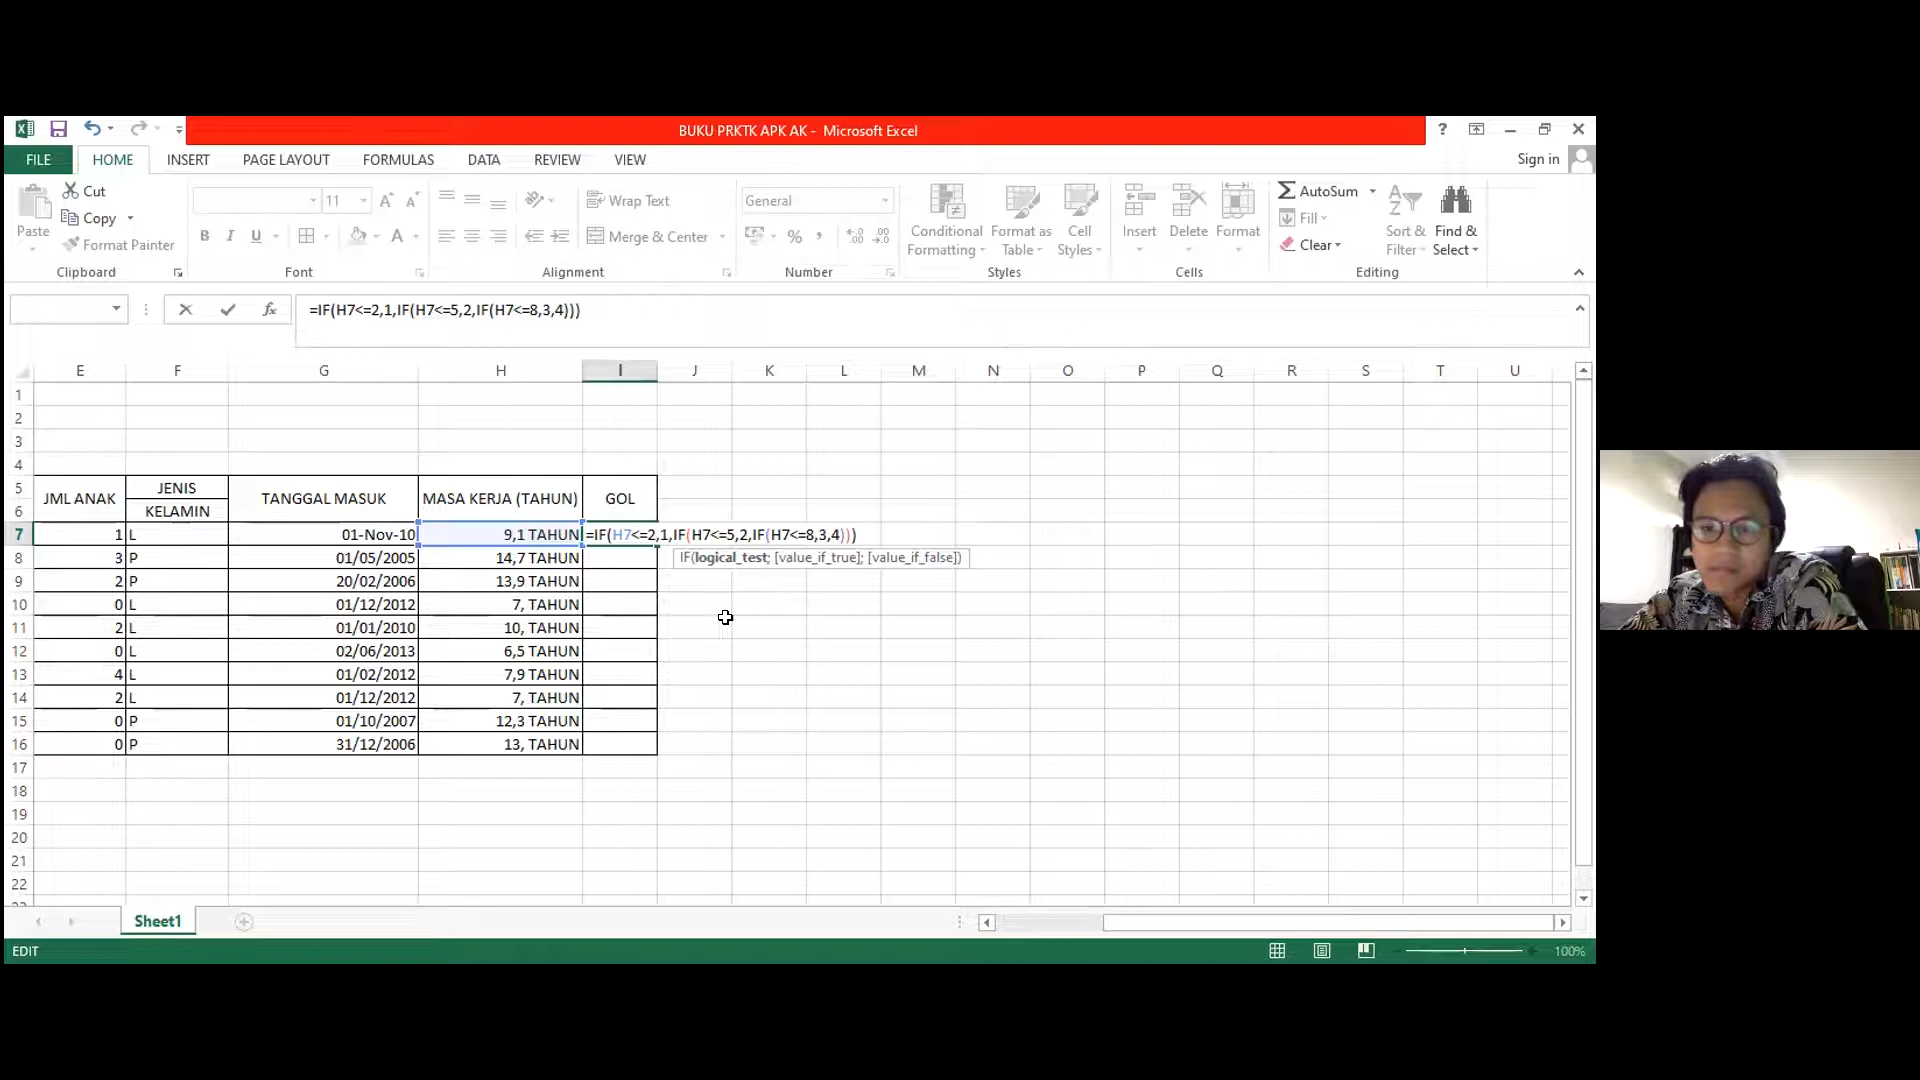 BUKU PRKTK APK AK - Microsoft Excel
?
FILE HOME INSERT PAGE LAYOUT FORMULAS DATA REVIEW VIEW Sign in
Paste
Cut
Copy
Format Painter
Clipboard
11
B I U
Font
Wrap Text
Merge & Center
Alignment
General
%
Number
Conditional Formatting
Format as Table
Cell Styles
Styles
Insert
Delete
Format
Cells
AutoSum
Fill
Clear
Sort & Filter
Find & Select
Editing
fx =IF(H7<=2,1,IF(H7<=5,2,IF(H7<=8,3,4)))
E F G H I J K L M N O P Q R S T U
1
2
3
4
5 JML ANAK JENIS TANGGAL MASUK MASA KERJA (TAHUN) GOL
6 KELAMIN
7 1 L 01-Nov-10 9,1 TAHUN =IF(H7<=2,1,IF(H7<=5,2,IF(H7<=8,3,4)))
IF(logical_test; [value_if_true]; [value_if_false])
8 3 P 01/05/2005 14,7 TAHUN
9 2 P 20/02/2006 13,9 TAHUN
10 0 L 01/12/2012 7, TAHUN
11 2 L 01/01/2010 10, TAHUN
12 0 L 02/06/2013 6,5 TAHUN
13 4 L 01/02/2012 7,9 TAHUN
14 2 L 01/12/2012 7, TAHUN
15 0 P 01/10/2007 12,3 TAHUN
16 0 P 31/12/2006 13, TAHUN
17
18
19
20
21
22
Sheet1
EDIT 100%